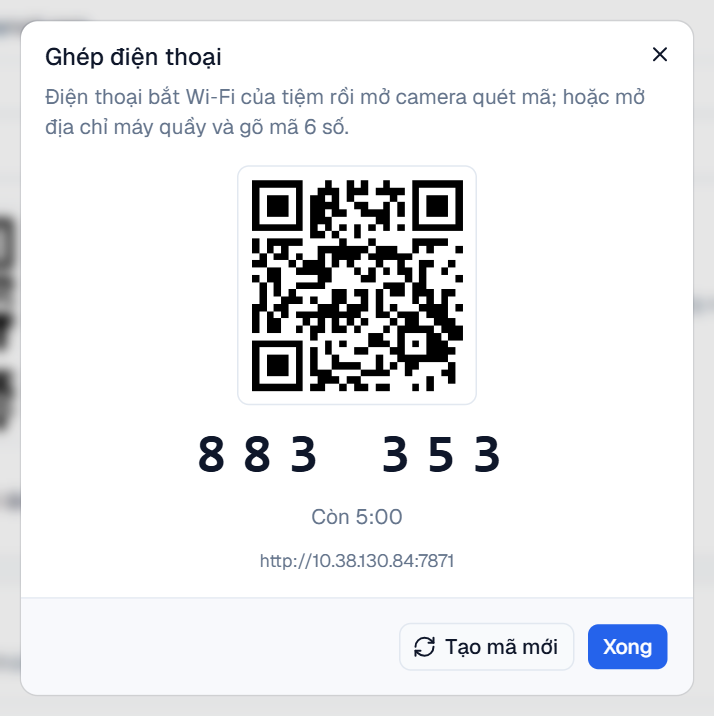 Ghép điện thoại
Điện thoại bắt Wi-Fi của tiệm rồi mở camera quét mã; hoặc mở
địa chỉ máy quầy và gõ mã 6 số.
883 353
Còn 5:00
http://10.38.130.84:7871
Tạo mã mới
Xong